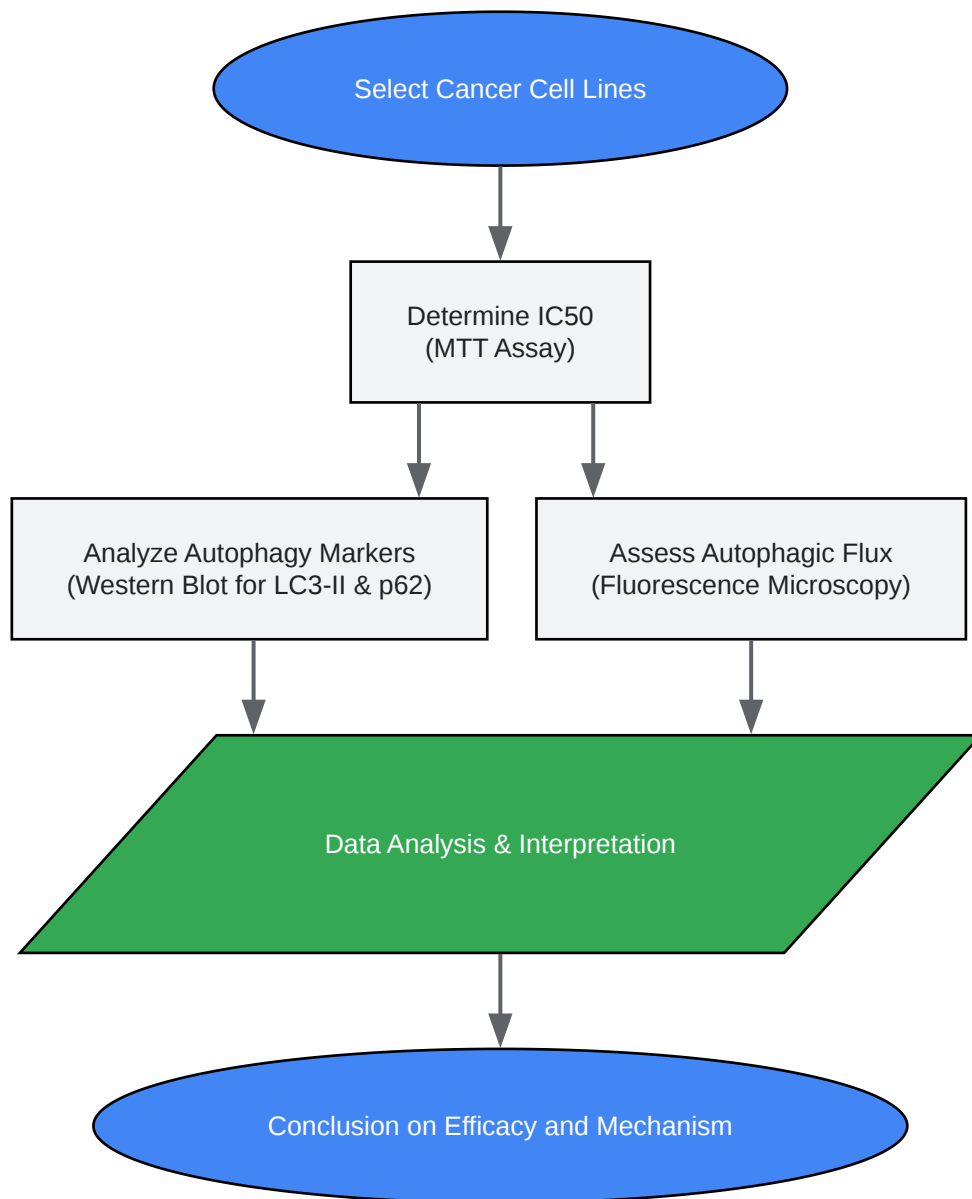 Select Cancer Cell Lines
Determine IC50
(MTT Assay)
Analyze Autophagy Markers
(Western Blot for LC3-II & p62)
Assess Autophagic Flux
(Fluorescence Microscopy)
Data Analysis & Interpretation
Conclusion on Efficacy and Mechanism